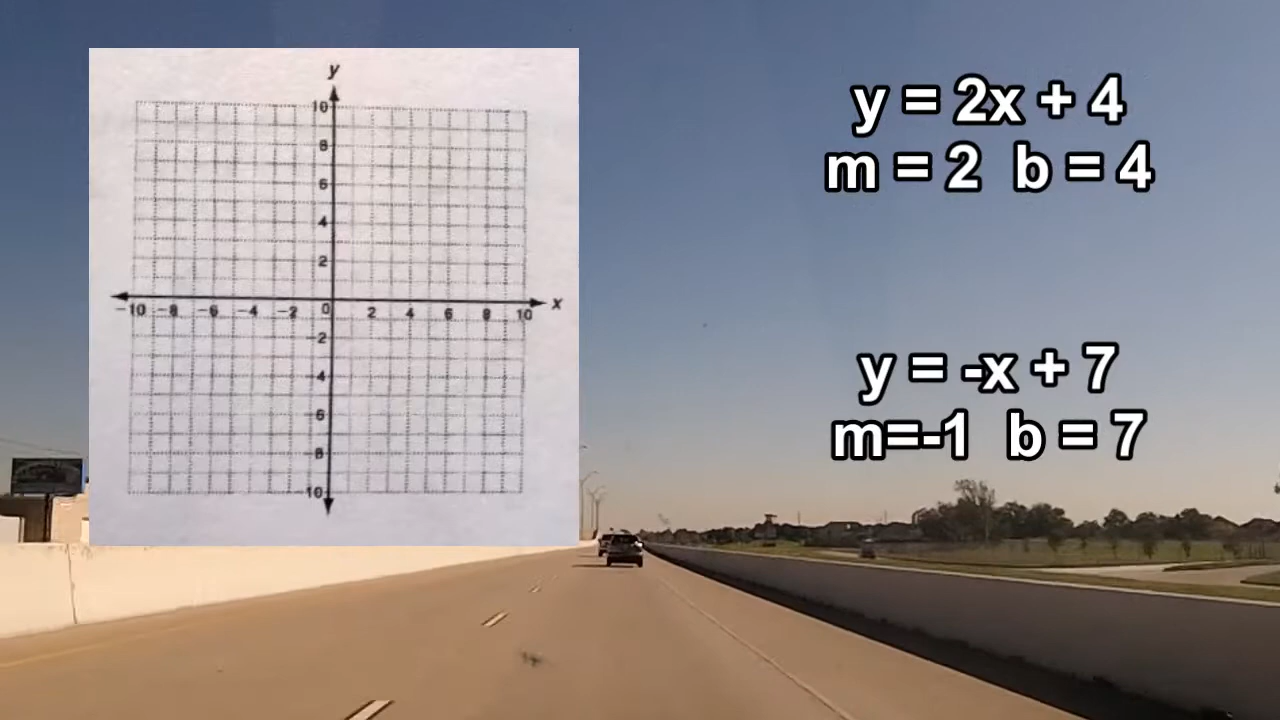 y
10
8
6
4
2
-10 -8 -6 -4 -2 0 2 4 6 8 10 x
-2
4
6
8
10
y = 2x + 4
m = 2 b = 4
y = -x + 7
m=-1 b = 7